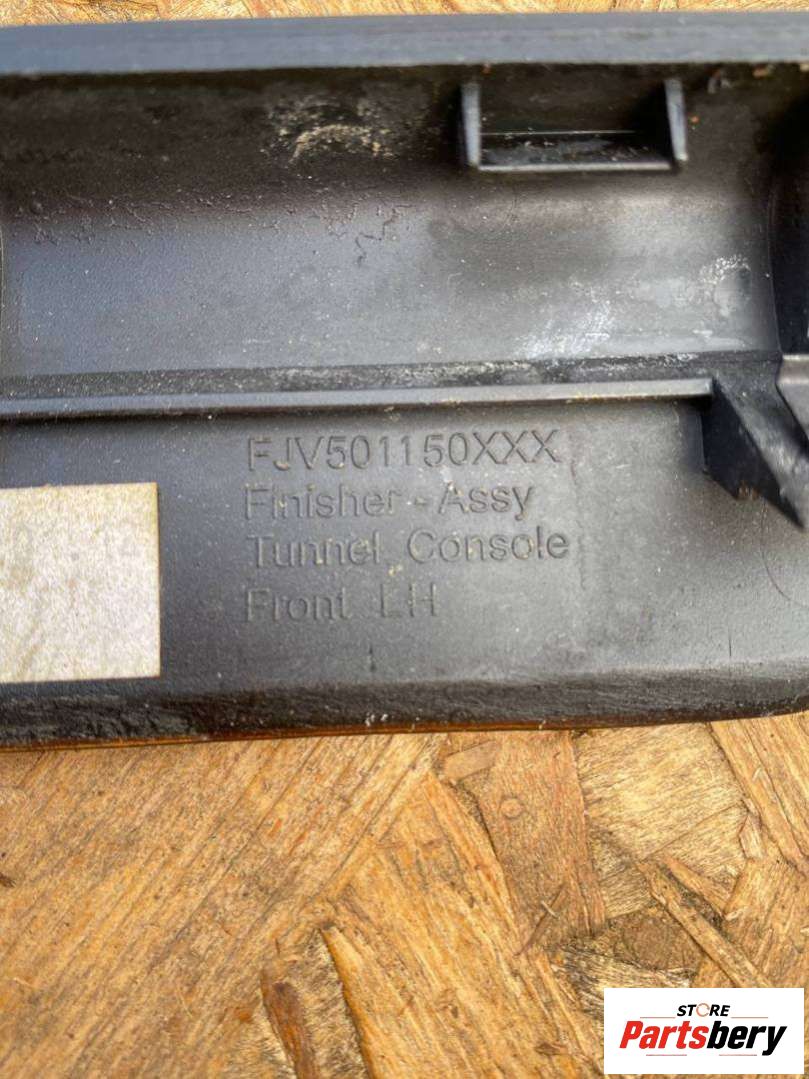 FJV501150XXX
Finisher - Assy
Tunnel Console
Front LH
STORE
Partsbery